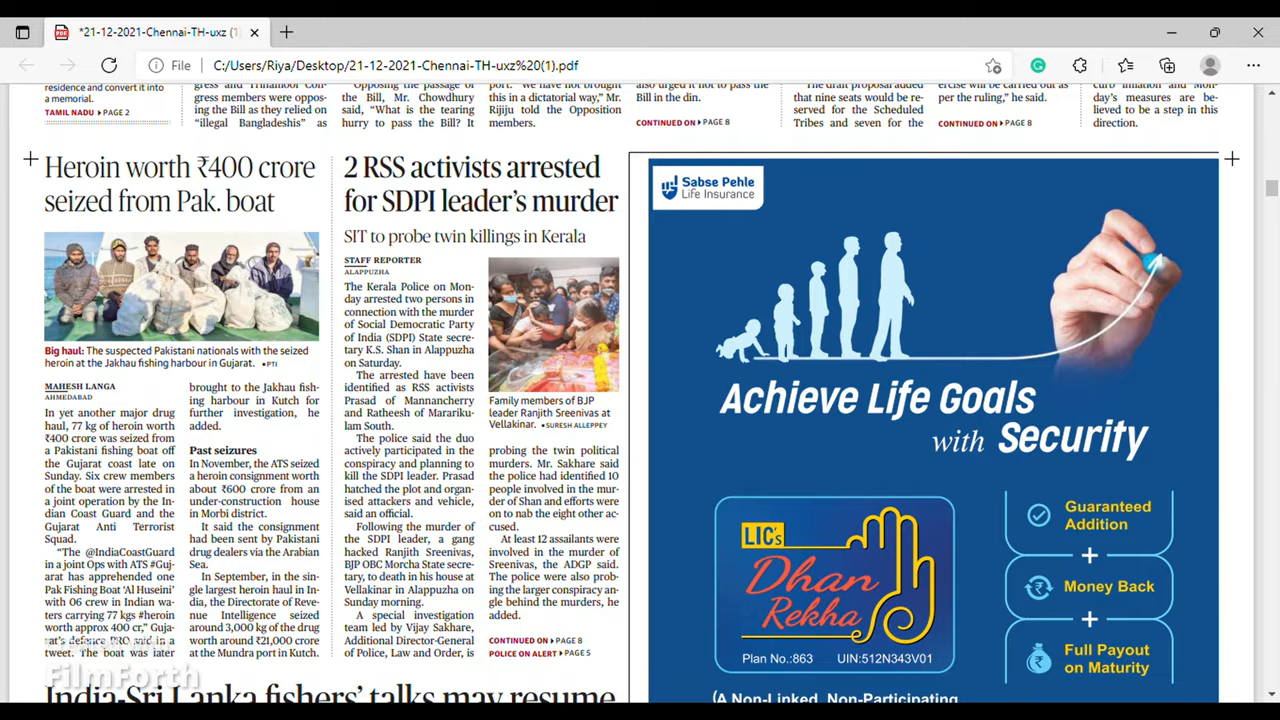 *21-12-2021-Chennai-TH-uxz (1)
File
C:/Users/Riya/Desktop/21-12-2021-Chennai-TH-uxz%20(1).pdf
residence and convert it into
a memorial.
TAMIL NADU PAGE 2
gress members were oppos-
ing the Bill as they relied on
“illegal Bangladeshis” as
Opposing the passage of
the Bill, Mr. Chowdhury
said, “What is the tearing
hurry to pass the Bill? It
port. “We have not brought
this in a dictatorial way,” Mr.
Rijiju told the Opposition
members.
also urged it not to pass the
Bill in the din.
CONTINUED ON PAGE 8
The draft proposal added
that nine seats would be re-
served for the Scheduled
Tribes and seven for the
ercise will be carried out as
per the ruling,” he said.
CONTINUED ON PAGE 8
curb inflation and Mon-
day’s measures are be-
lieved to be a step in this
direction.
Heroin worth ₹400 crore
seized from Pak. boat
Big haul: The suspected Pakistani nationals with the seized
heroin at the Jakhau fishing harbour in Gujarat. PTI
MAHESH LANGA
AHMEDABAD
In yet another major drug
haul, 77 kg of heroin worth
₹400 crore was seized from
a Pakistani fishing boat off
the Gujarat coast late on
Sunday. Six crew members
of the boat were arrested in
a joint operation by the In-
dian Coast Guard and the
Gujarat Anti Terrorist
Squad.
“The @IndiaCoastGuard
in a joint Ops with ATS #Guj-
arat has apprehended one
Pak Fishing Boat ‘Al Huseini’
with 06 crew in Indian wa-
ters carrying 77 kgs #heroin
worth approx 400 cr,” Guja-
rat’s defence PRO said in a
tweet. The boat was later
brought to the Jakhau fish-
ing harbour in Kutch for
further investigation, he
added.
Past seizures
In November, the ATS seized
a heroin consignment worth
about ₹600 crore from an
under-construction house
in Morbi district.
It said the consignment
had been sent by Pakistani
drug dealers via the Arabian
Sea.
In September, in the sin-
gle largest heroin haul in In-
dia, the Directorate of Reve-
nue Intelligence seized
around 3,000 kg of the drug
worth around ₹21,000 crore
at the Mundra port in Kutch.
2 RSS activists arrested
for SDPI leader’s murder
SIT to probe twin killings in Kerala
STAFF REPORTER
ALAPPUZHA
The Kerala Police on Mon-
day arrested two persons in
connection with the murder
of Social Democratic Party
of India (SDPI) State secre-
tary K.S. Shan in Alappuzha
on Saturday.
The arrested have been
identified as RSS activists
Prasad of Mannancherry
and Ratheesh of Marariku-
lam South.
The police said the duo
actively participated in the
conspiracy and planning to
kill the SDPI leader. Prasad
hatched the plot and organ-
ised attackers and vehicle,
said an official.
Following the murder of
the SDPI leader, a gang
hacked Ranjith Sreenivas,
BJP OBC Morcha State secre-
tary, to death in his house at
Vellakinar in Alappuzha on
Sunday morning.
A special investigation
team led by Vijay Sakhare,
Additional Director-General
of Police, Law and Order, is
Family members of BJP
leader Ranjith Sreenivas at
Vellakinar. SURESH ALLEPPEY
probing the twin political
murders. Mr. Sakhare said
the police had identified 10
people involved in the mur-
der of Shan and efforts were
on to nab the eight other ac-
cused.
At least 12 assailants were
involved in the murder of
Sreenivas, the ADGP said.
The police were also prob-
ing the larger conspiracy an-
gle behind the murders, he
added.
CONTINUED ON PAGE 8
POLICE ON ALERT PAGE 5
Sabse Pehle
Life Insurance
Achieve Life Goals
with Security
LIC's
Dhan
Rekha
Plan No.:863 UIN:512N343V01
Guaranteed
Addition
+
Money Back
+
Full Payout
on Maturity
(A Non-Linked, Non-Participating
India-Sri Lanka fishers’ talks may resume
FilmForth